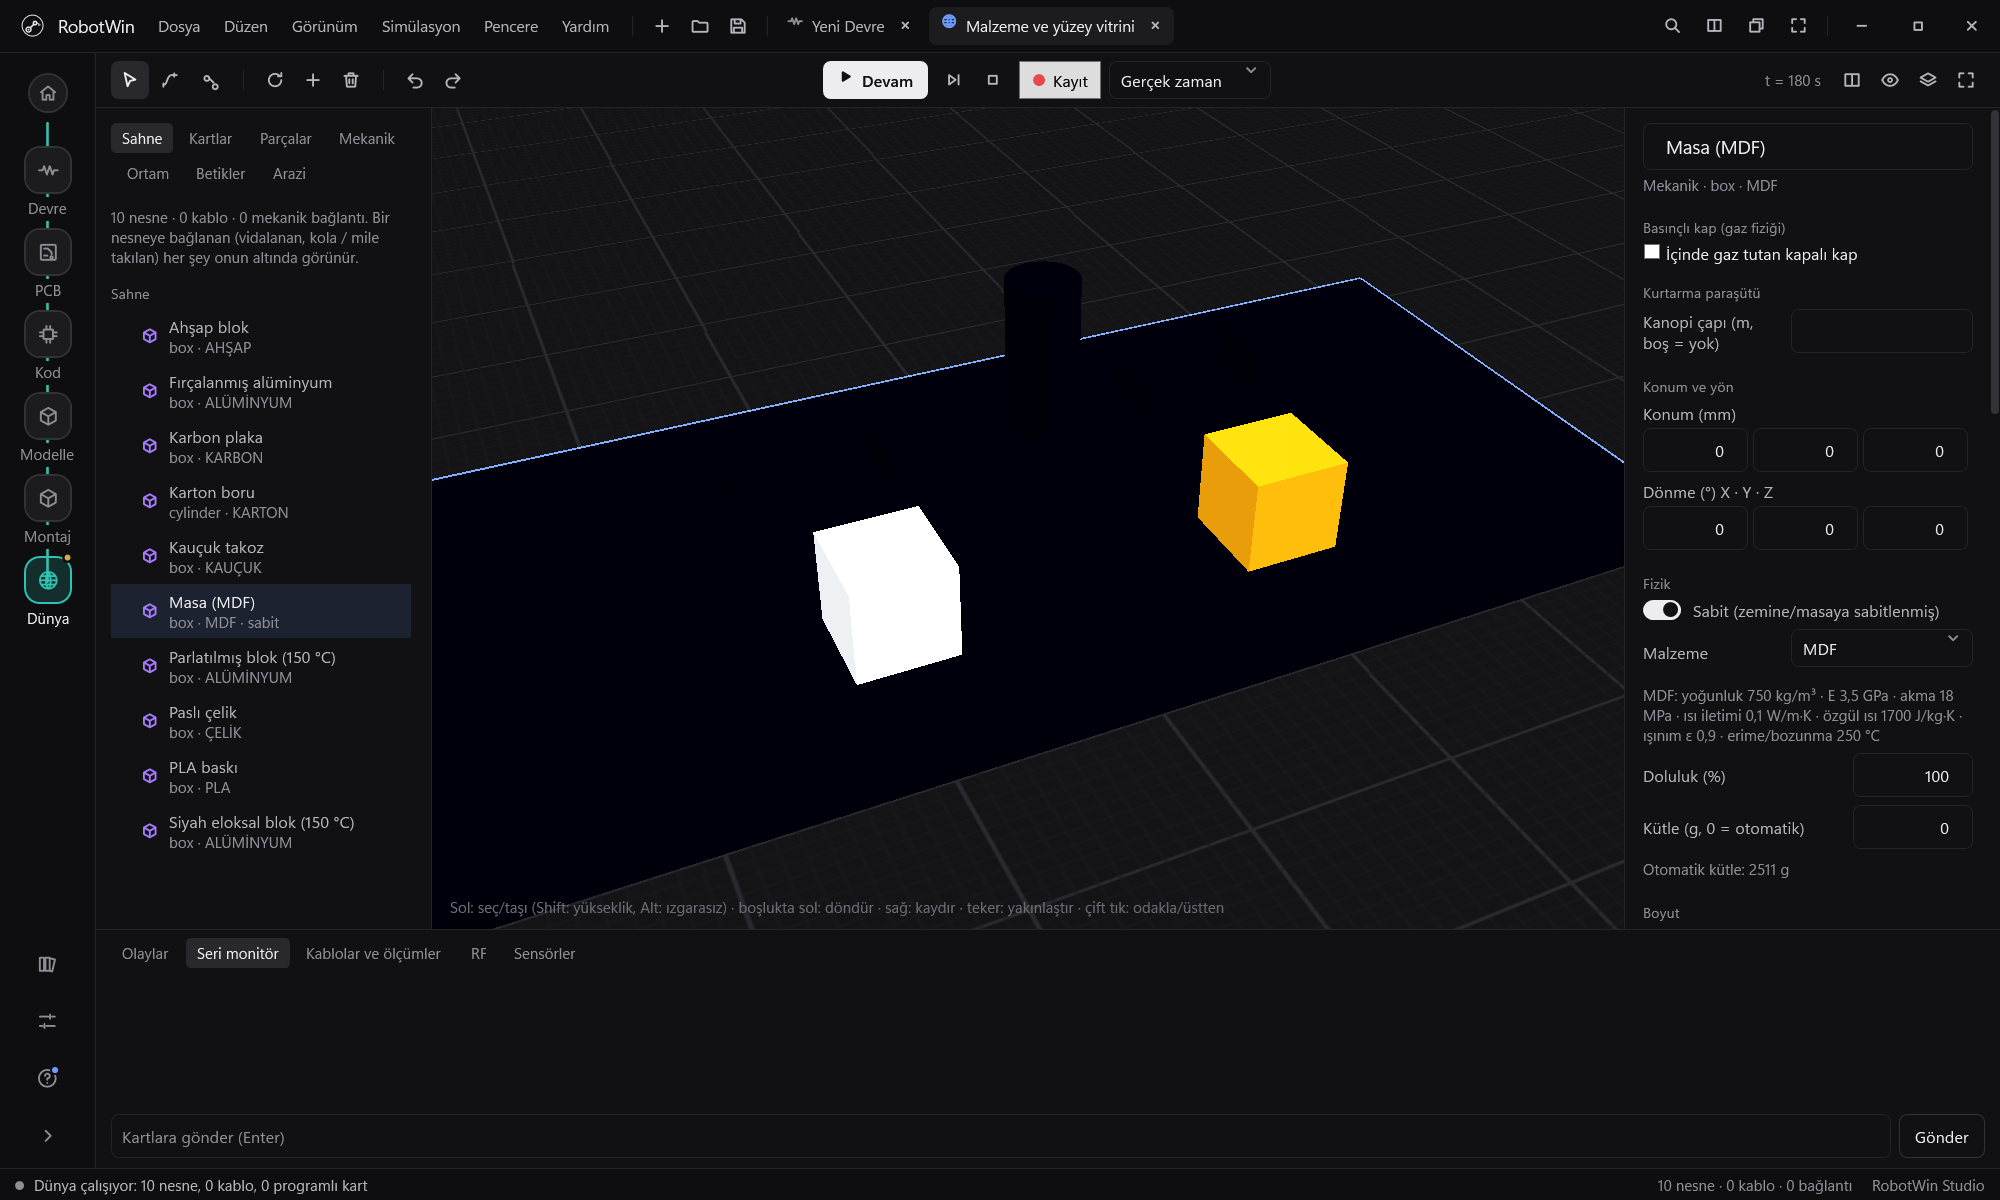 RobotWin Dosya Düzen Görünüm Simülasyon Pencere Yardım Yeni Devre Malzeme ve yüzey vitrini
Devam Kayıt Gerçek zaman t = 180 s
Devre
PCB
Kod
Modelle
Montaj
Dünya
Sahne Kartlar Parçalar Mekanik
Ortam Betikler Arazi
10 nesne · 0 kablo · 0 mekanik bağlantı. Bir
nesneye bağlanan (vidalanan, kola / mile
takılan) her şey onun altında görünür.
Sahne
Ahşap blok
box · AHŞAP
Fırçalanmış alüminyum
box · ALÜMİNYUM
Karbon plaka
box · KARBON
Karton boru
cylinder · KARTON
Kauçuk takoz
box · KAUÇUK
Masa (MDF)
box · MDF · sabit
Parlatılmış blok (150 °C)
box · ALÜMİNYUM
Paslı çelik
box · ÇELİK
PLA baskı
box · PLA
Siyah eloksal blok (150 °C)
box · ALÜMİNYUM
Sol: seç/taşı (Shift: yükseklik, Alt: ızgarasız) · boşlukta sol: döndür · sağ: kaydır · teker: yakınlaştır · çift tık: odakla/üstten
Masa (MDF)
Mekanik · box · MDF
Basınçlı kap (gaz fiziği)
İçinde gaz tutan kapalı kap
Kurtarma paraşütü
Kanopi çapı (m,
boş = yok)
Konum ve yön
Konum (mm)
0 0 0
Dönme (°) X · Y · Z
0 0 0
Fizik
Sabit (zemine/masaya sabitlenmiş)
Malzeme MDF
MDF: yoğunluk 750 kg/m³ · E 3,5 GPa · akma 18
MPa · ısı iletimi 0,1 W/m·K · özgül ısı 1700 J/kg·K ·
ışınım ε 0,9 · erime/bozunma 250 °C
Doluluk (%) 100
Kütle (g, 0 = otomatik) 0
Otomatik kütle: 2511 g
Boyut
Olaylar Seri monitör Kablolar ve ölçümler RF Sensörler
Kartlara gönder (Enter) Gönder
Dünya çalışıyor: 10 nesne, 0 kablo, 0 programlı kart 10 nesne · 0 kablo · 0 bağlantı RobotWin Studio